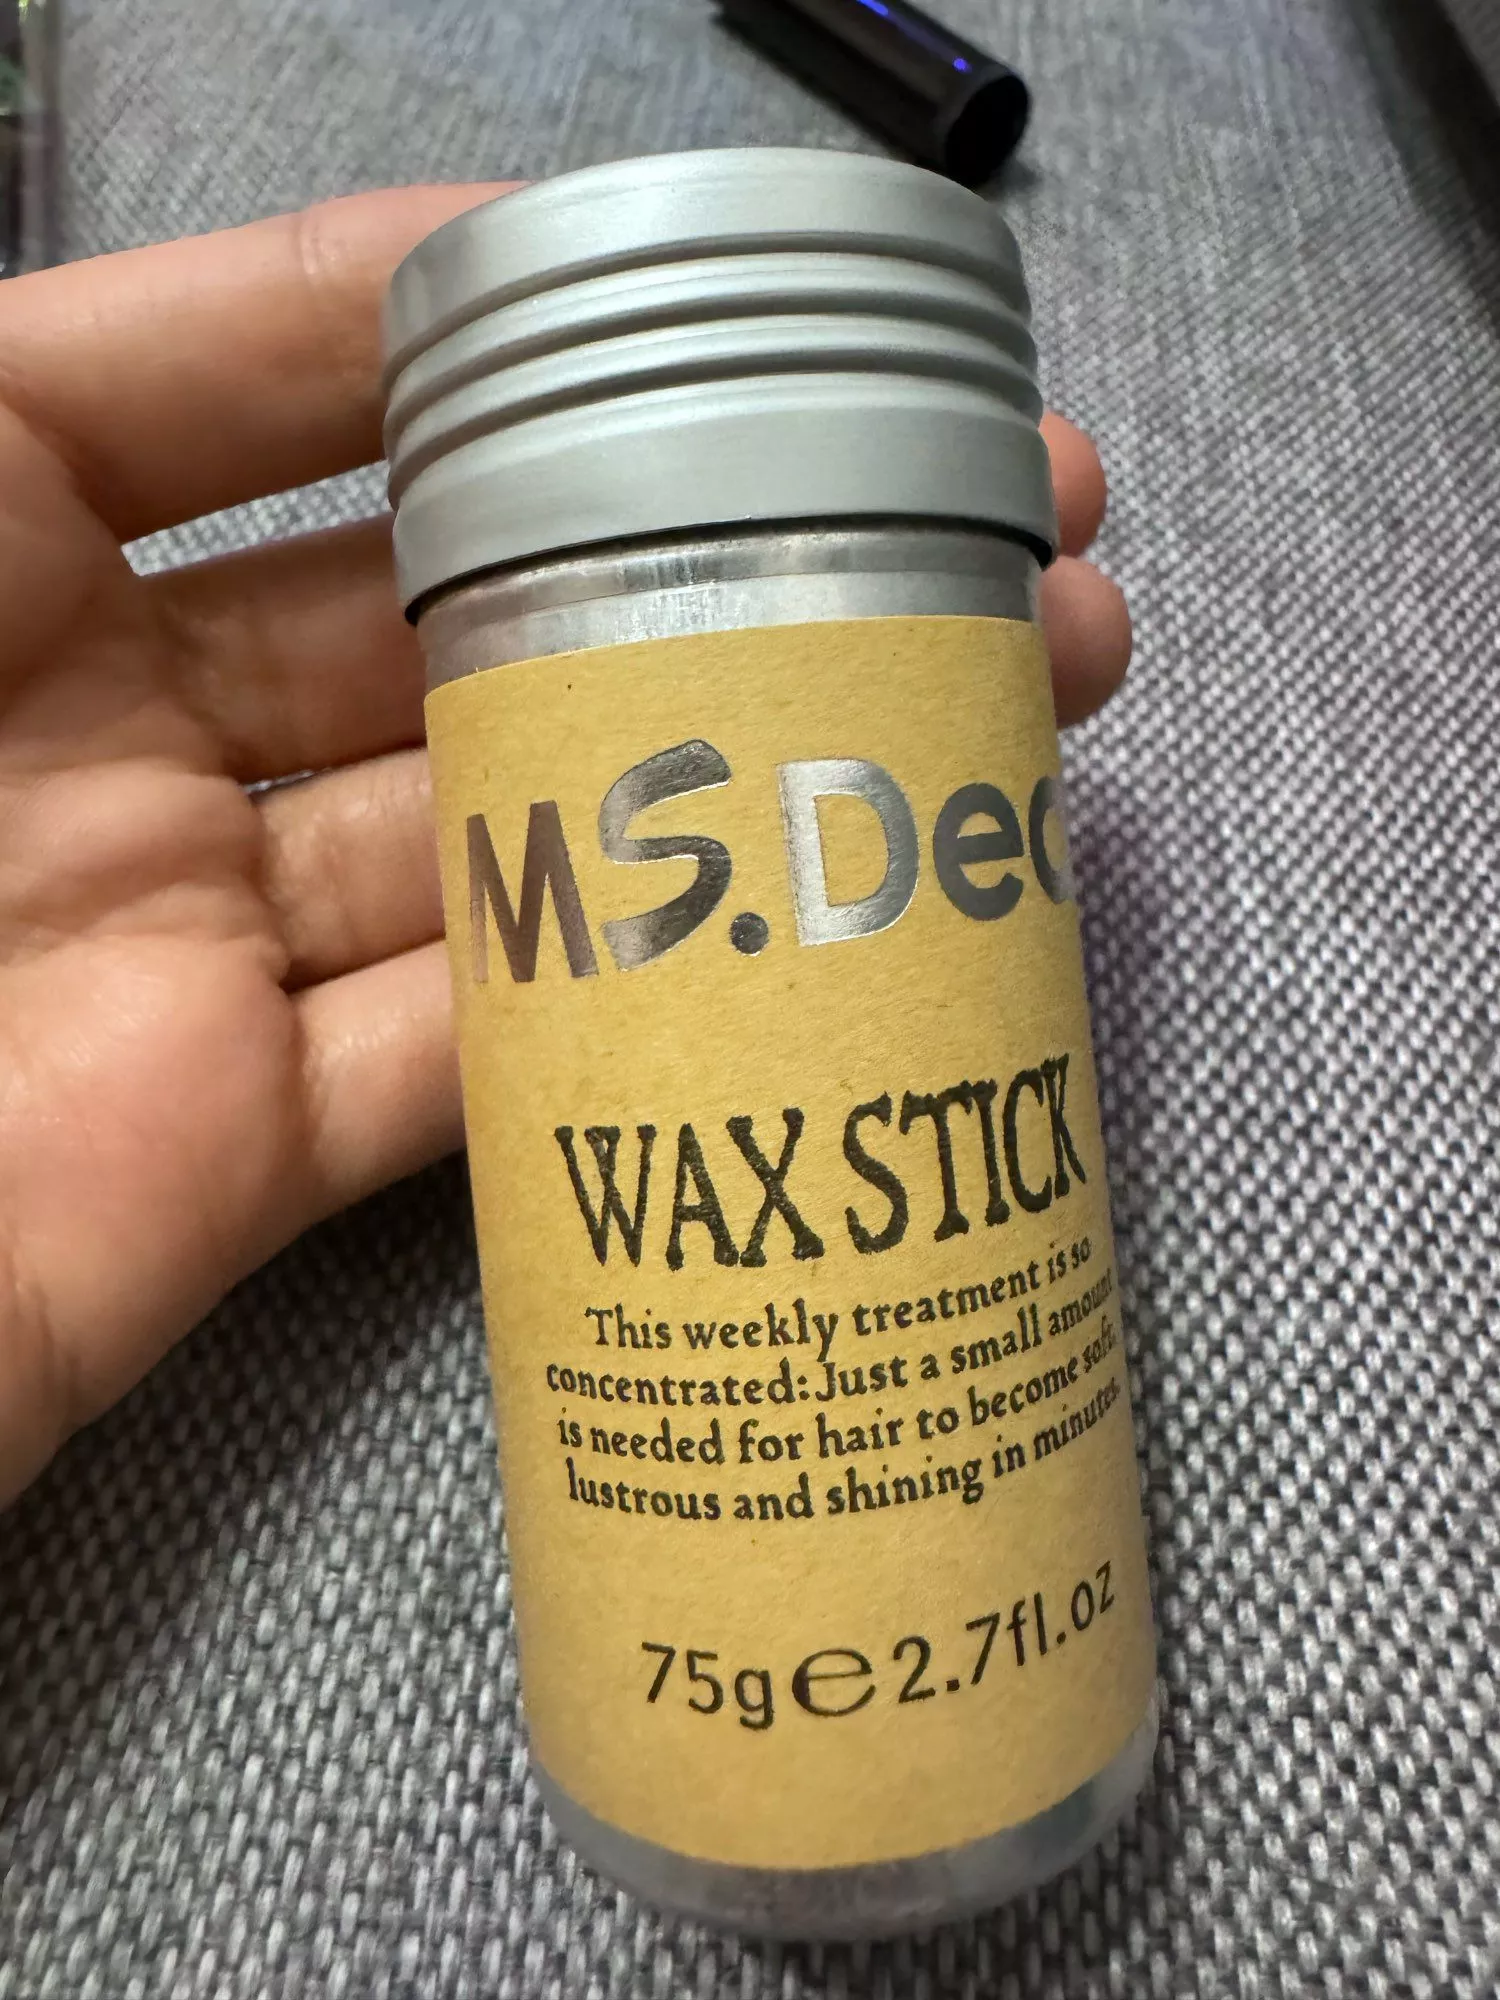 MS.Dea
WAX STICK
This weekly treatment is so
concentrated: Just a small amount
is needed for hair to become soft,
lustrous and shining in minutes.
75g e 2.7fl.oz